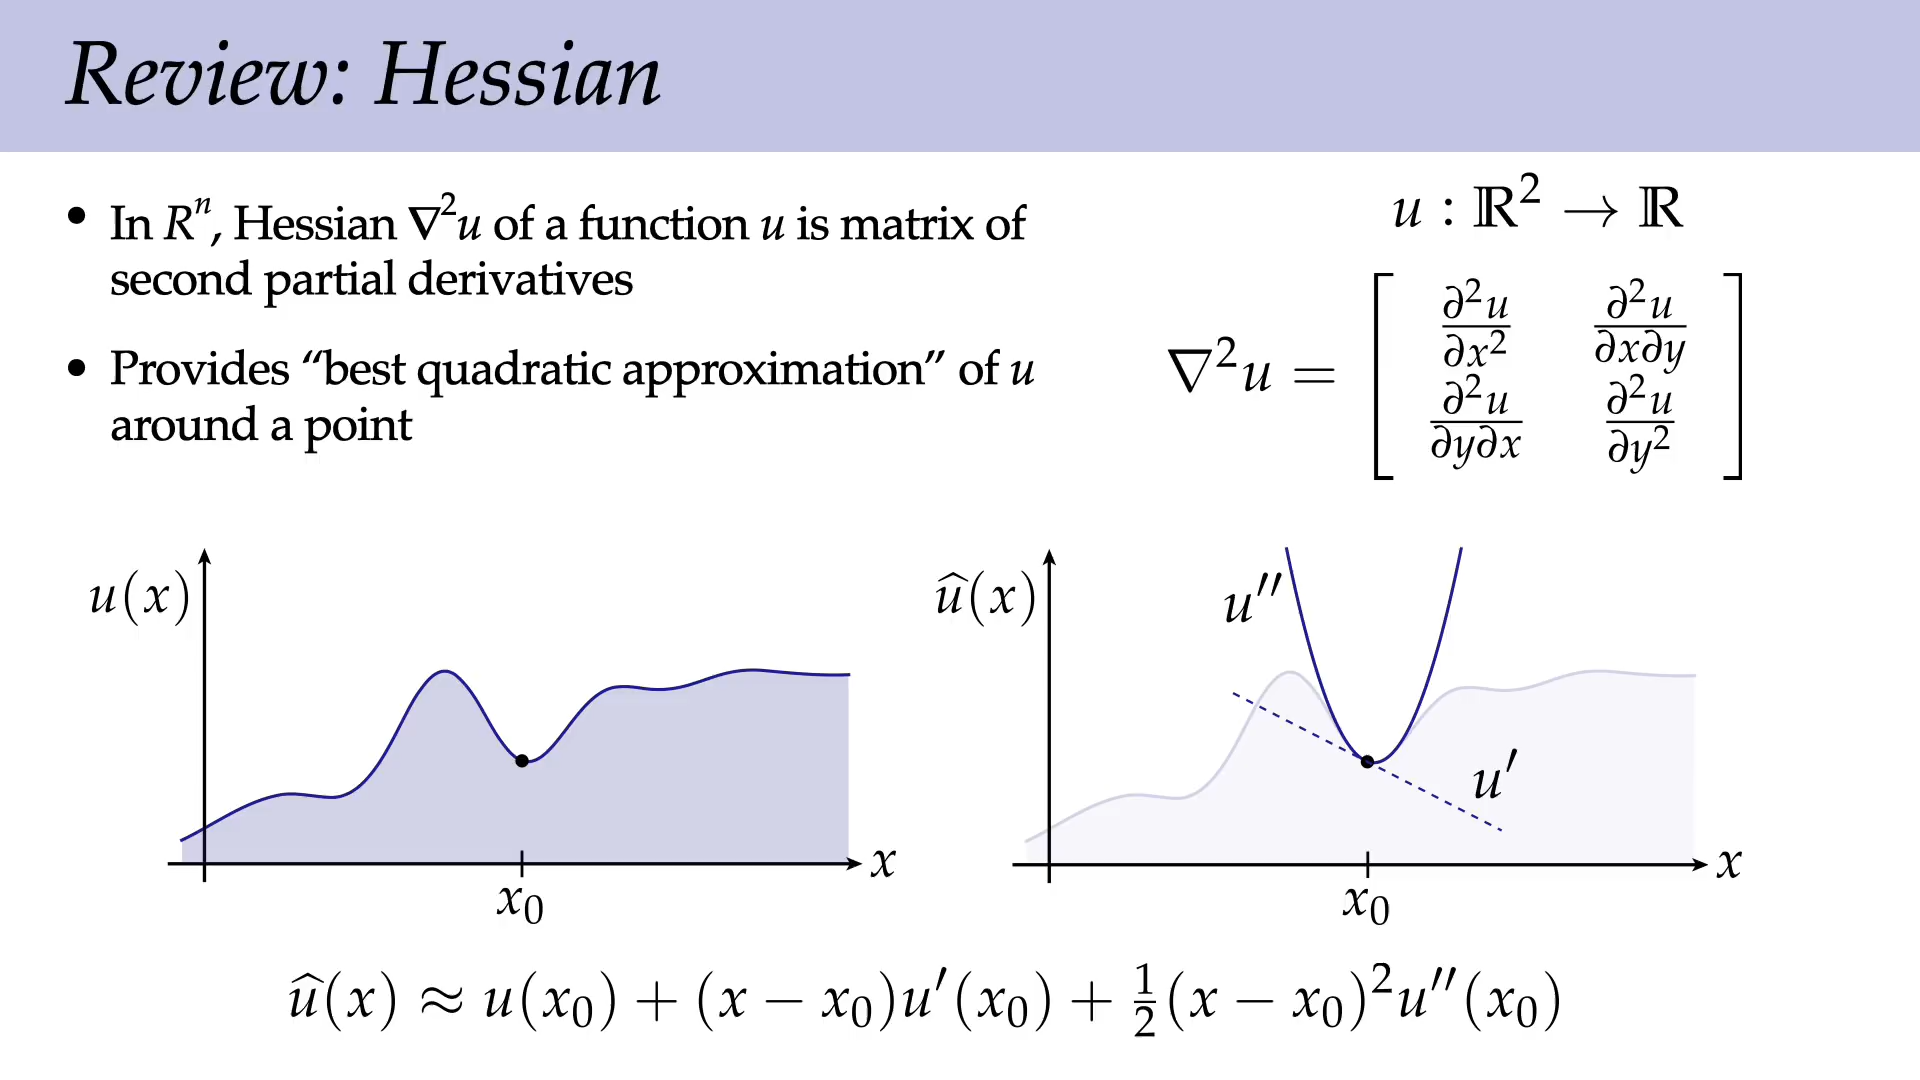 Review: Hessian
• In Rⁿ, Hessian ∇²u of a function u is matrix of
second partial derivatives
• Provides “best quadratic approximation” of u
around a point
u : ℝ² → ℝ
∇²u = [ ∂²u/∂x² ∂²u/∂x∂y
∂²u/∂y∂x ∂²u/∂y² ]
u(x)
x
x₀
û(x)
u″
u′
x
x₀
û(x) ≈ u(x₀) + (x − x₀)u′(x₀) + ½(x − x₀)²u″(x₀)